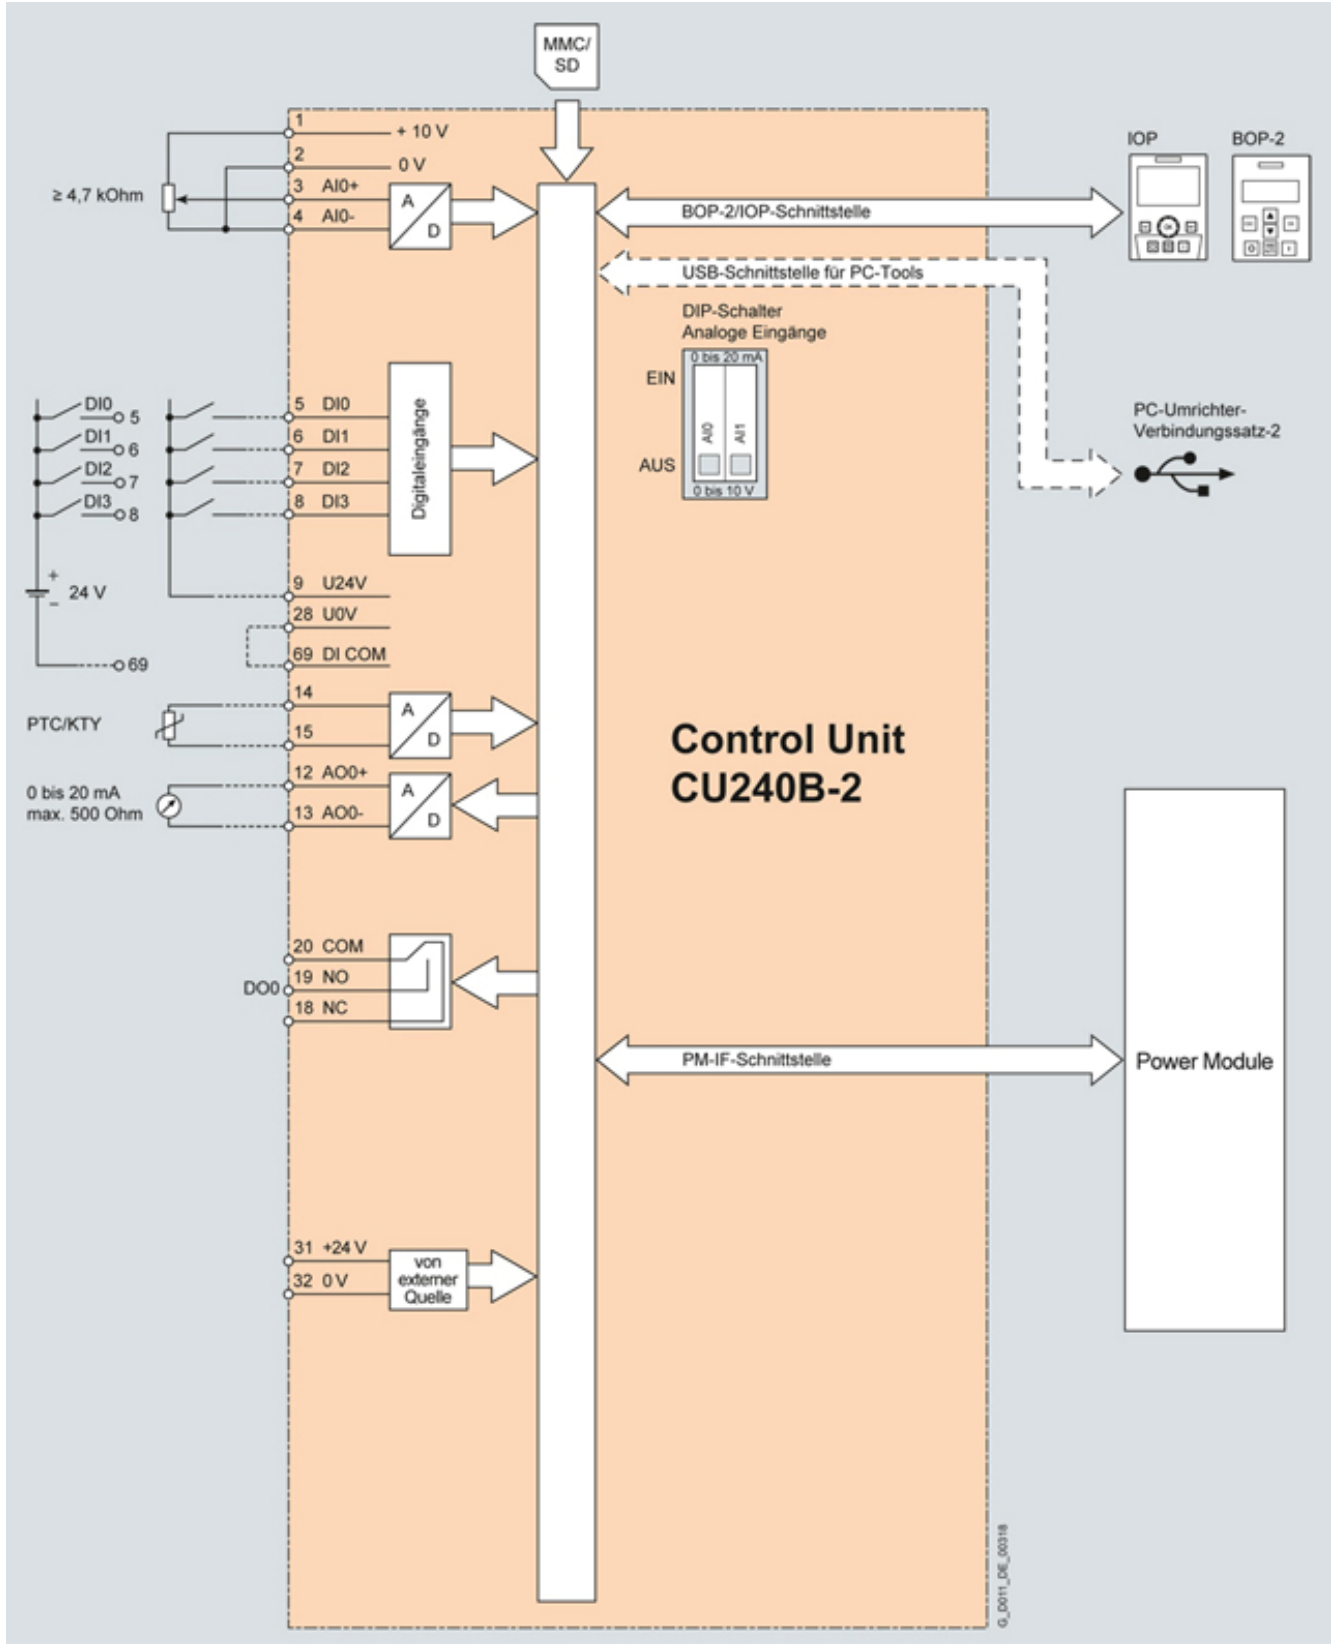 MMC/
SD
1
+ 10 V
2
0 V
3 AI0+
≥ 4,7 kOhm
4 AI0-
A
D
BOP-2/IOP-Schnittstelle
IOP
BOP-2
USB-Schnittstelle für PC-Tools
DIP-Schalter
Analoge Eingänge
0 bis 20 mA
EIN
AI0
AI1
AUS
0 bis 10 V
PC-Umrichter-
Verbindungssatz-2
DI0
5
DI1
6
DI2
7
DI3
8
5 DI0
6 DI1
7 DI2
8 DI3
Digitaleingänge
+
24 V
–
69
9 U24V
28 U0V
69 DI COM
PTC/KTY
14
15
A
D
0 bis 20 mA
max. 500 Ohm
12 AO0+
13 AO0-
A
D
Control Unit
CU240B-2
20 COM
DO0
19 NO
18 NC
PM-IF-Schnittstelle
Power Module
31 +24 V
32 0 V
von
externer
Quelle
G_D011_DE_00318